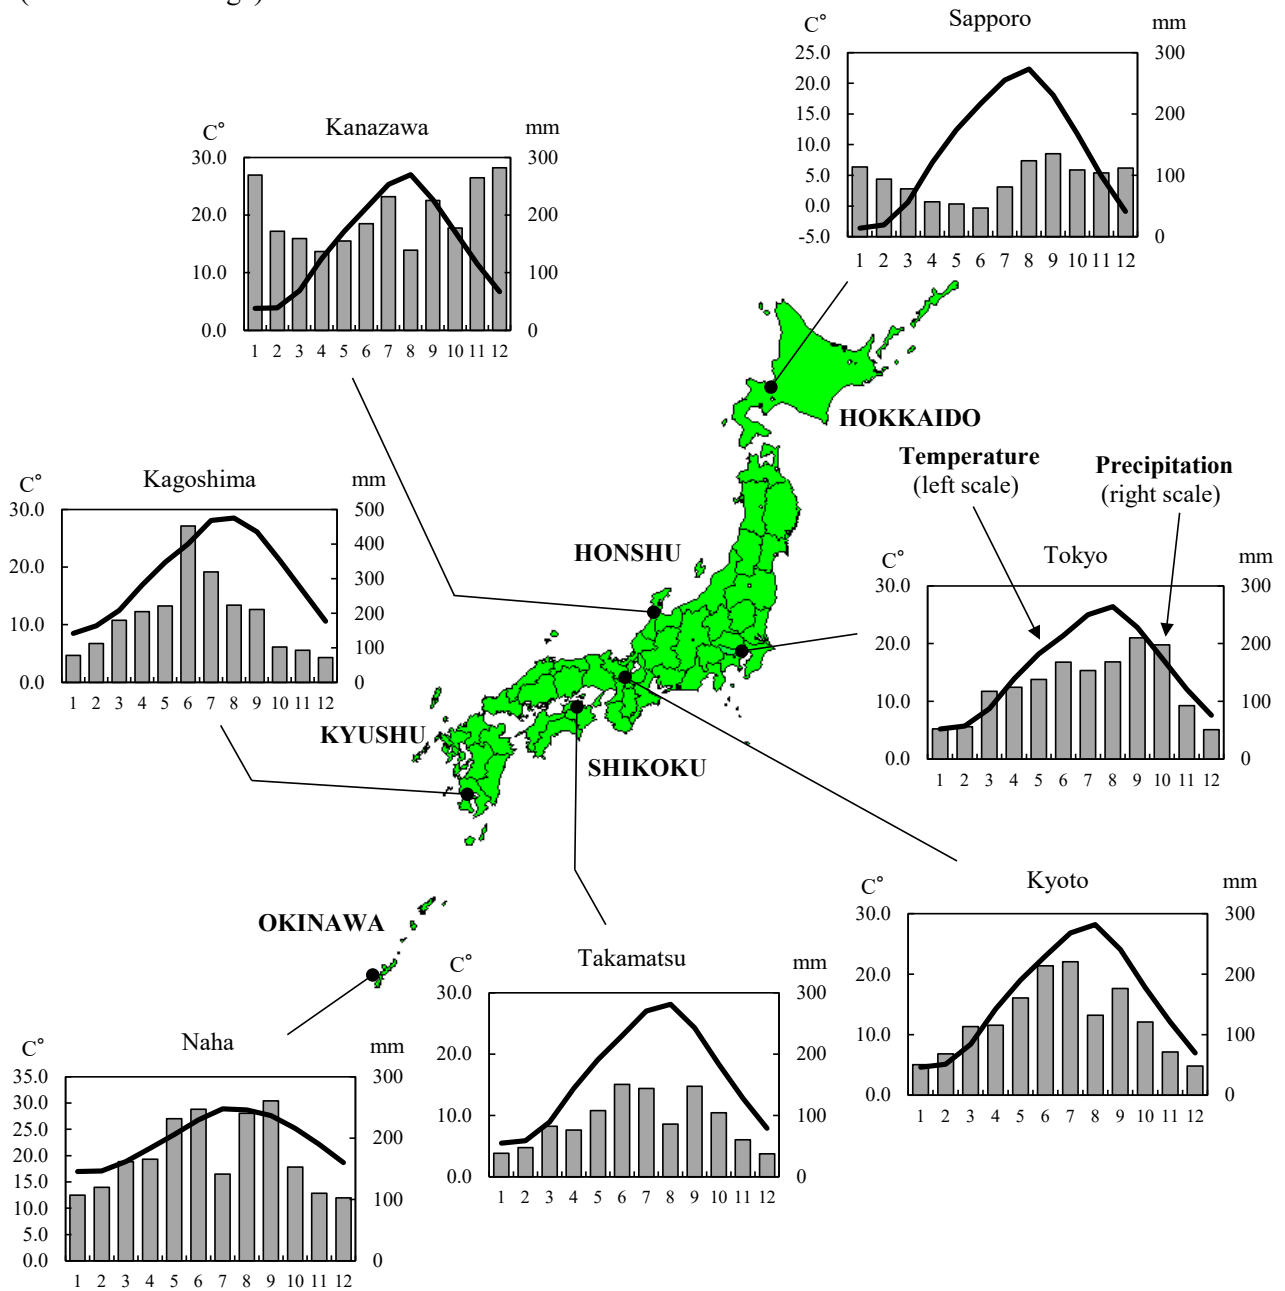 Sapporo
C° mm
25.0 300
20.0
15.0 200
10.0
5.0 100
0.0
-5.0 0
1 2 3 4 5 6 7 8 9 10 11 12
Kanazawa
C° mm
30.0 300
20.0 200
10.0 100
0.0 0
1 2 3 4 5 6 7 8 9 10 11 12
HOKKAIDO
Temperature
(left scale)
Precipitation
(right scale)
Kagoshima
C° mm
30.0 500
400
20.0 300
200
10.0 100
0.0 0
1 2 3 4 5 6 7 8 9 10 11 12
HONSHU
Tokyo
C° mm
30.0 300
20.0 200
10.0 100
0.0 0
1 2 3 4 5 6 7 8 9 10 11 12
KYUSHU
SHIKOKU
Kyoto
C° mm
30.0 300
20.0 200
10.0 100
0.0 0
1 2 3 4 5 6 7 8 9 10 11 12
OKINAWA
Takamatsu
C° mm
30.0 300
20.0 200
10.0 100
0.0 0
1 2 3 4 5 6 7 8 9 10 11 12
Naha
C° mm
35.0 300
30.0
25.0 200
20.0
15.0 100
10.0
5.0
0.0 0
1 2 3 4 5 6 7 8 9 10 11 12